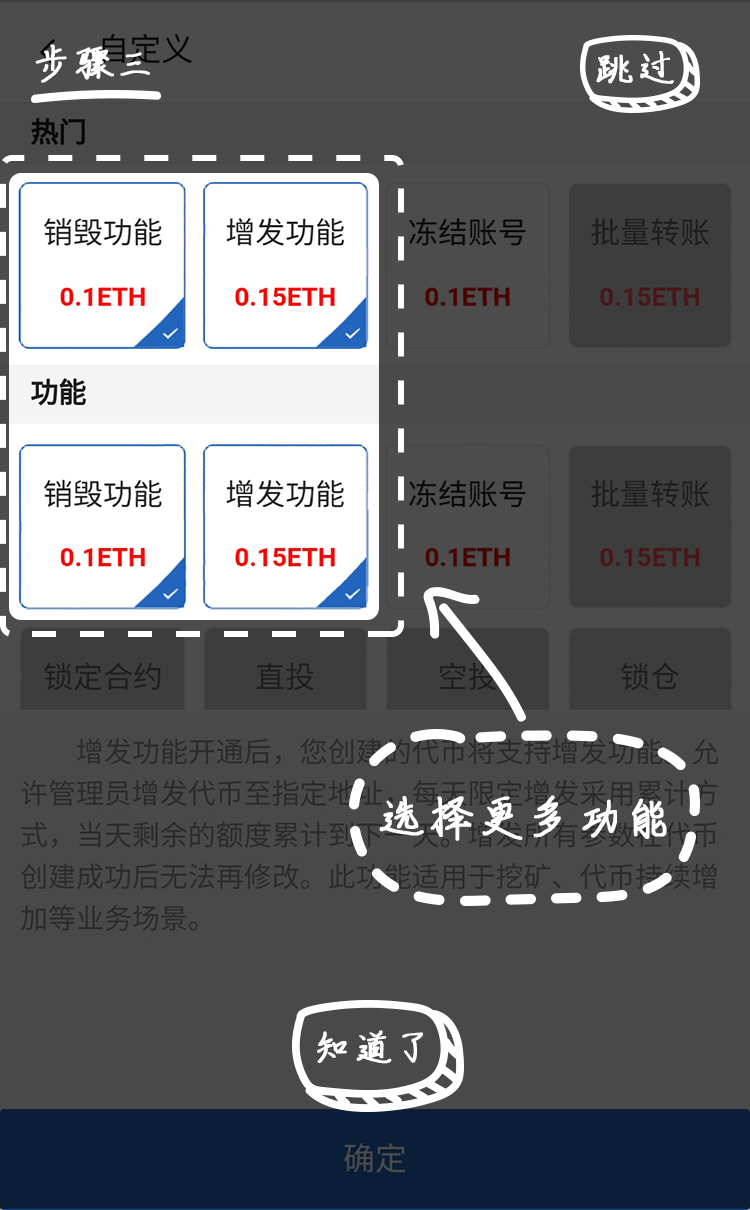 自定义
步骤三
跳过
热门
销毁功能 增发功能 冻结账号 批量转账
0.1ETH 0.15ETH 0.1ETH 0.15ETH
功能
销毁功能 增发功能 冻结账号 批量转账
0.1ETH 0.15ETH 0.1ETH 0.15ETH
锁定合约 直投 空投 锁仓
增发功能开通后，您创建的代币将支持增发功能。允
许管理员增发代币至指定地址，每天限定增发采用累计方
式，当天剩余的额度累计到下一天。增发所有参数在代币
创建成功后无法再修改。此功能适用于挖矿、代币持续增
加等业务场景。
选择更多功能
知道了
确定